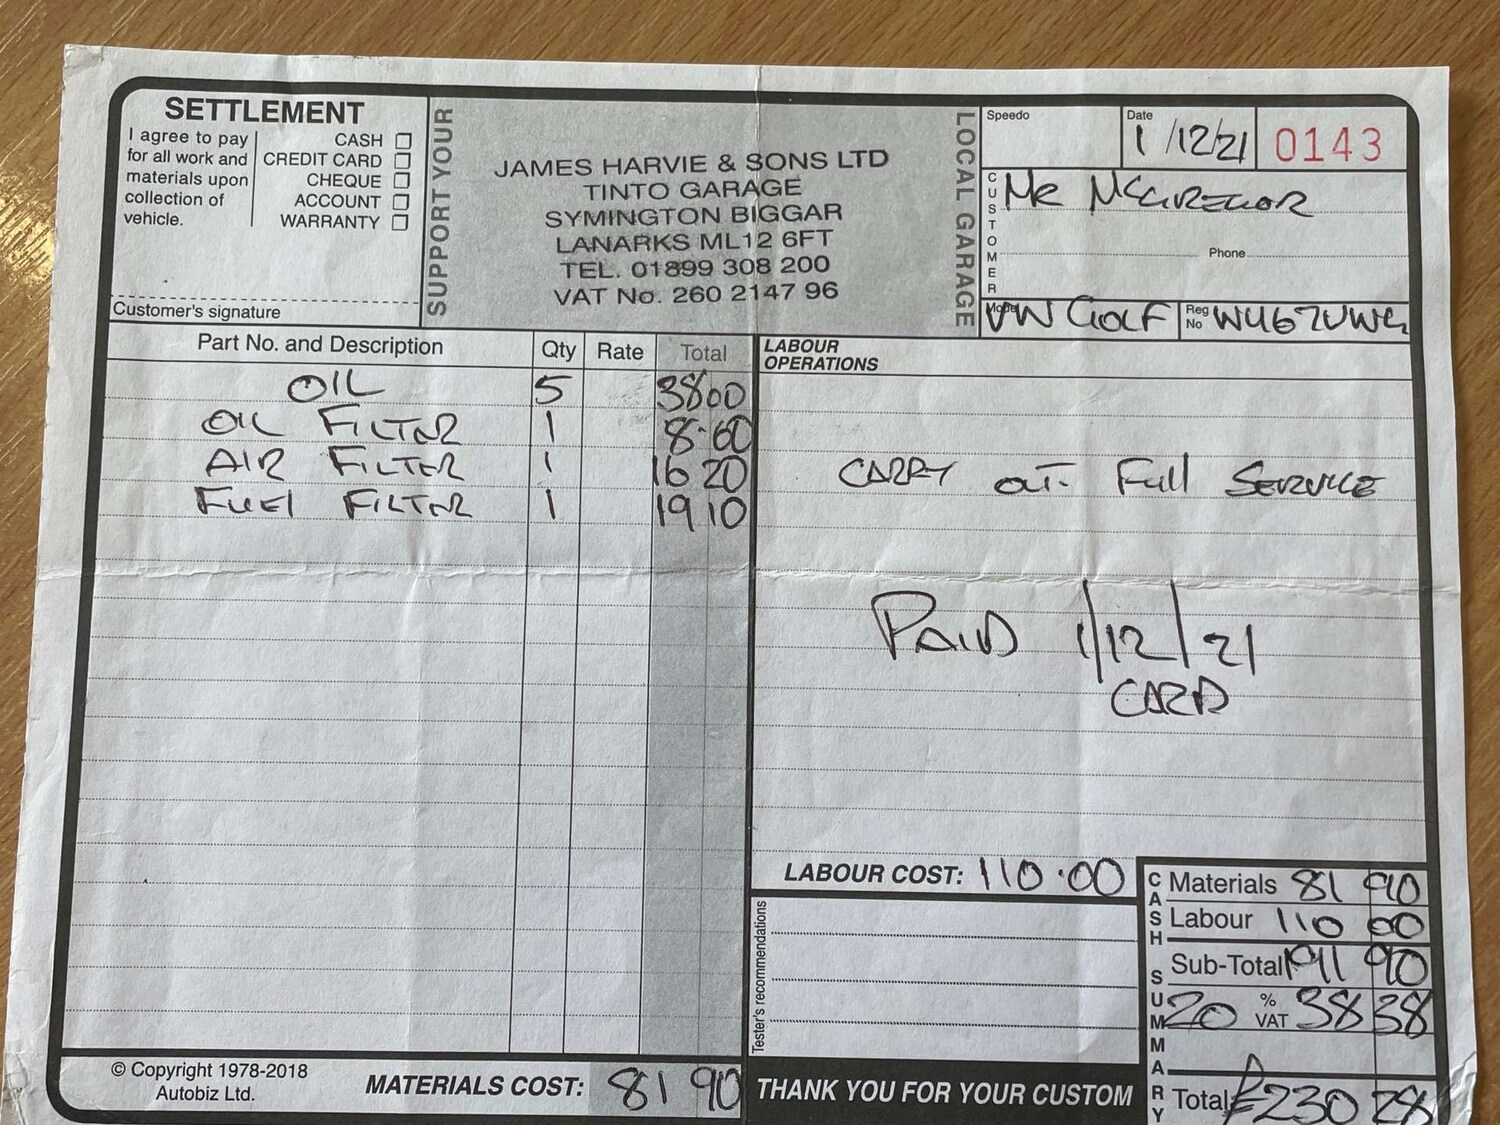 SETTLEMENT
I agree to pay
for all work and
materials upon
collection of
vehicle.
CASH
CREDIT CARD
CHEQUE
ACCOUNT
WARRANTY
Customer's signature
SUPPORT YOUR
JAMES HARVIE & SONS LTD
TINTO GARAGE
SYMINGTON BIGGAR
LANARKS ML12 6FT
TEL. 01899 308 200
VAT No. 260 2147 96
LOCAL GARAGE
Speedo
Date 1/12/21
0143
CUSTOMER
Mr McGREGOR
Phone
Model VW GOLF
Reg No WU67UWG
Part No. and Description Qty Rate Total
OIL 5 38 00
OIL FILTER 1 8.60
AIR FILTER 1 16 20
FUEl FILTER 1 19 10
LABOUR
OPERATIONS
CARRY OUT Full SERVICE
PAID 1/12/21
CARD
LABOUR COST: 110.00
Tester's recommendations
CASH SUMMARY
Materials 81 90
Labour 110 00
Sub-Total 191 90
20 % VAT 38 38
Total £230 28
© Copyright 1978-2018
Autobiz Ltd.
MATERIALS COST: 81 90
THANK YOU FOR YOUR CUSTOM